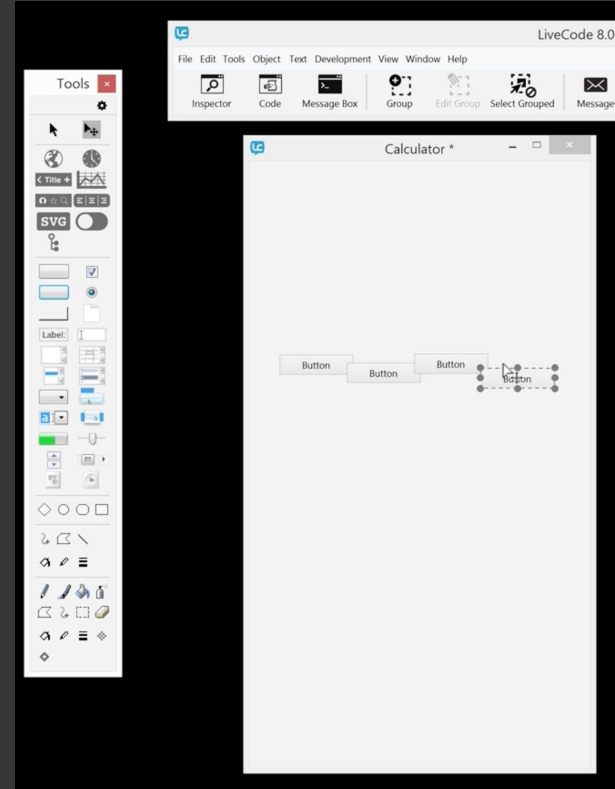 LiveCode 8.0
File Edit Tools Object Text Development View Window Help
Inspector Code Message Box Group Edit Group Select Grouped Message
Tools
< Title +
SVG
Label:
a
Calculator *
Button
Button
Button
Button